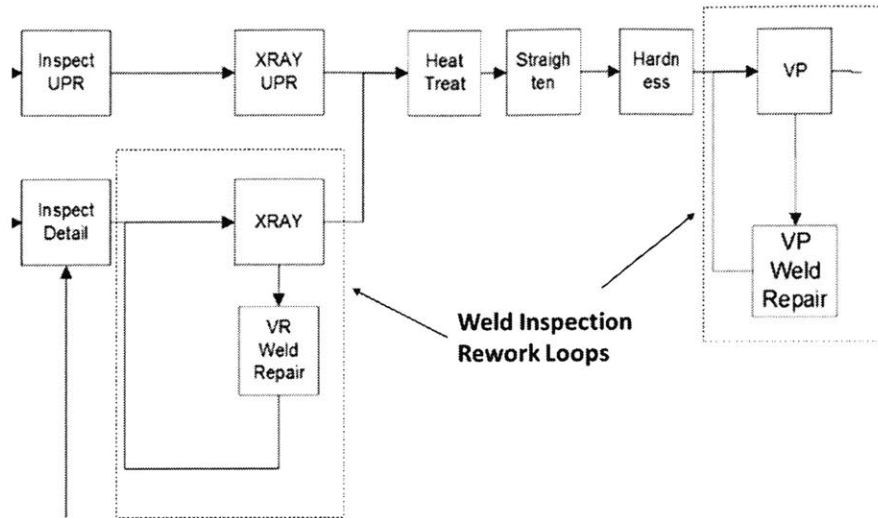 Inspect
UPR
XRAY
UPR
Heat
Treat
Straigh
ten
Hardn
ess
VP
Inspect
Detail
XRAY
VR
Weld
Repair
VP
Weld
Repair
Weld Inspection
Rework Loops